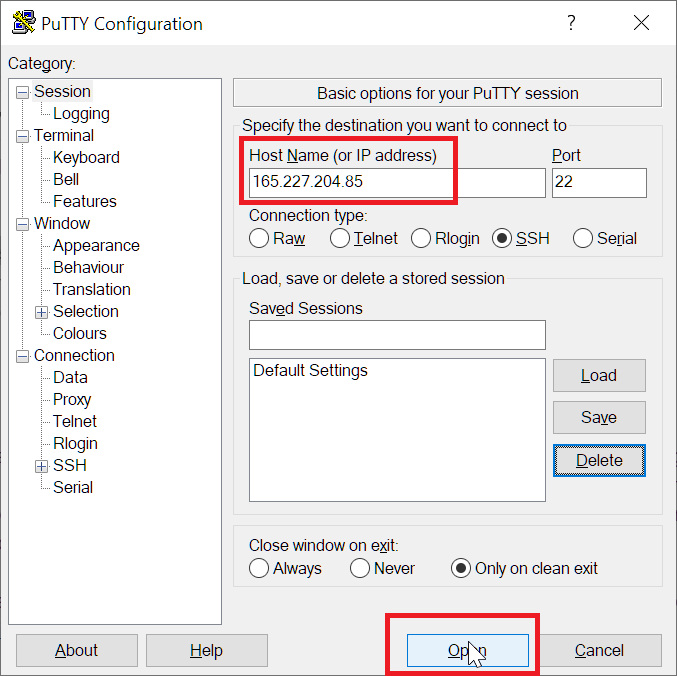 PuTTY Configuration
?
Category:
Session
Logging
Terminal
Keyboard
Bell
Features
Window
Appearance
Behaviour
Translation
Selection
Colours
Connection
Data
Proxy
Telnet
Rlogin
SSH
Serial
Basic options for your PuTTY session
Specify the destination you want to connect to
Host Name (or IP address) Port
165.227.204.85 22
Connection type:
Raw Telnet Rlogin SSH Serial
Load, save or delete a stored session
Saved Sessions
Default Settings
Load
Save
Delete
Close window on exit:
Always Never Only on clean exit
About Help Open Cancel